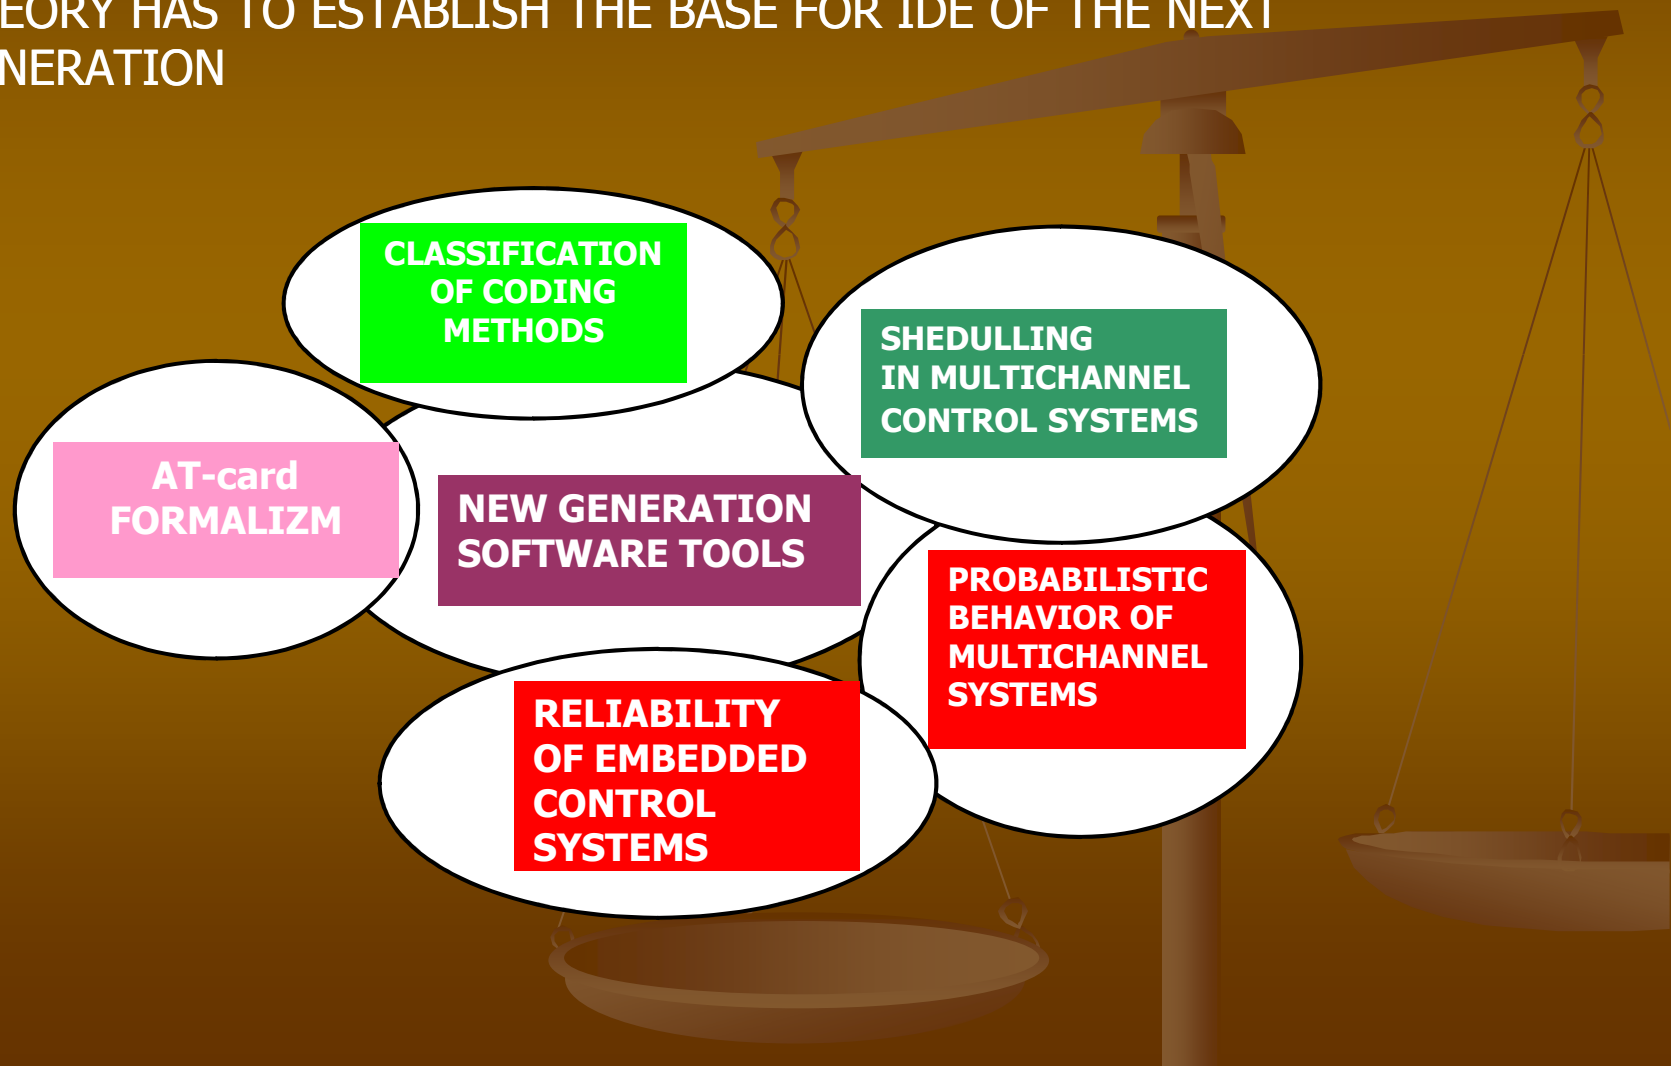 EORY HAS TO ESTABLISH THE BASE FOR IDE OF THE NEXT
NERATION
CLASSIFICATION
OF CODING
METHODS
SHEDULLING
IN MULTICHANNEL
CONTROL SYSTEMS
AT-card
FORMALIZM
NEW GENERATION
SOFTWARE TOOLS
PROBABILISTIC
BEHAVIOR OF
MULTICHANNEL
SYSTEMS
RELIABILITY
OF EMBEDDED
CONTROL
SYSTEMS